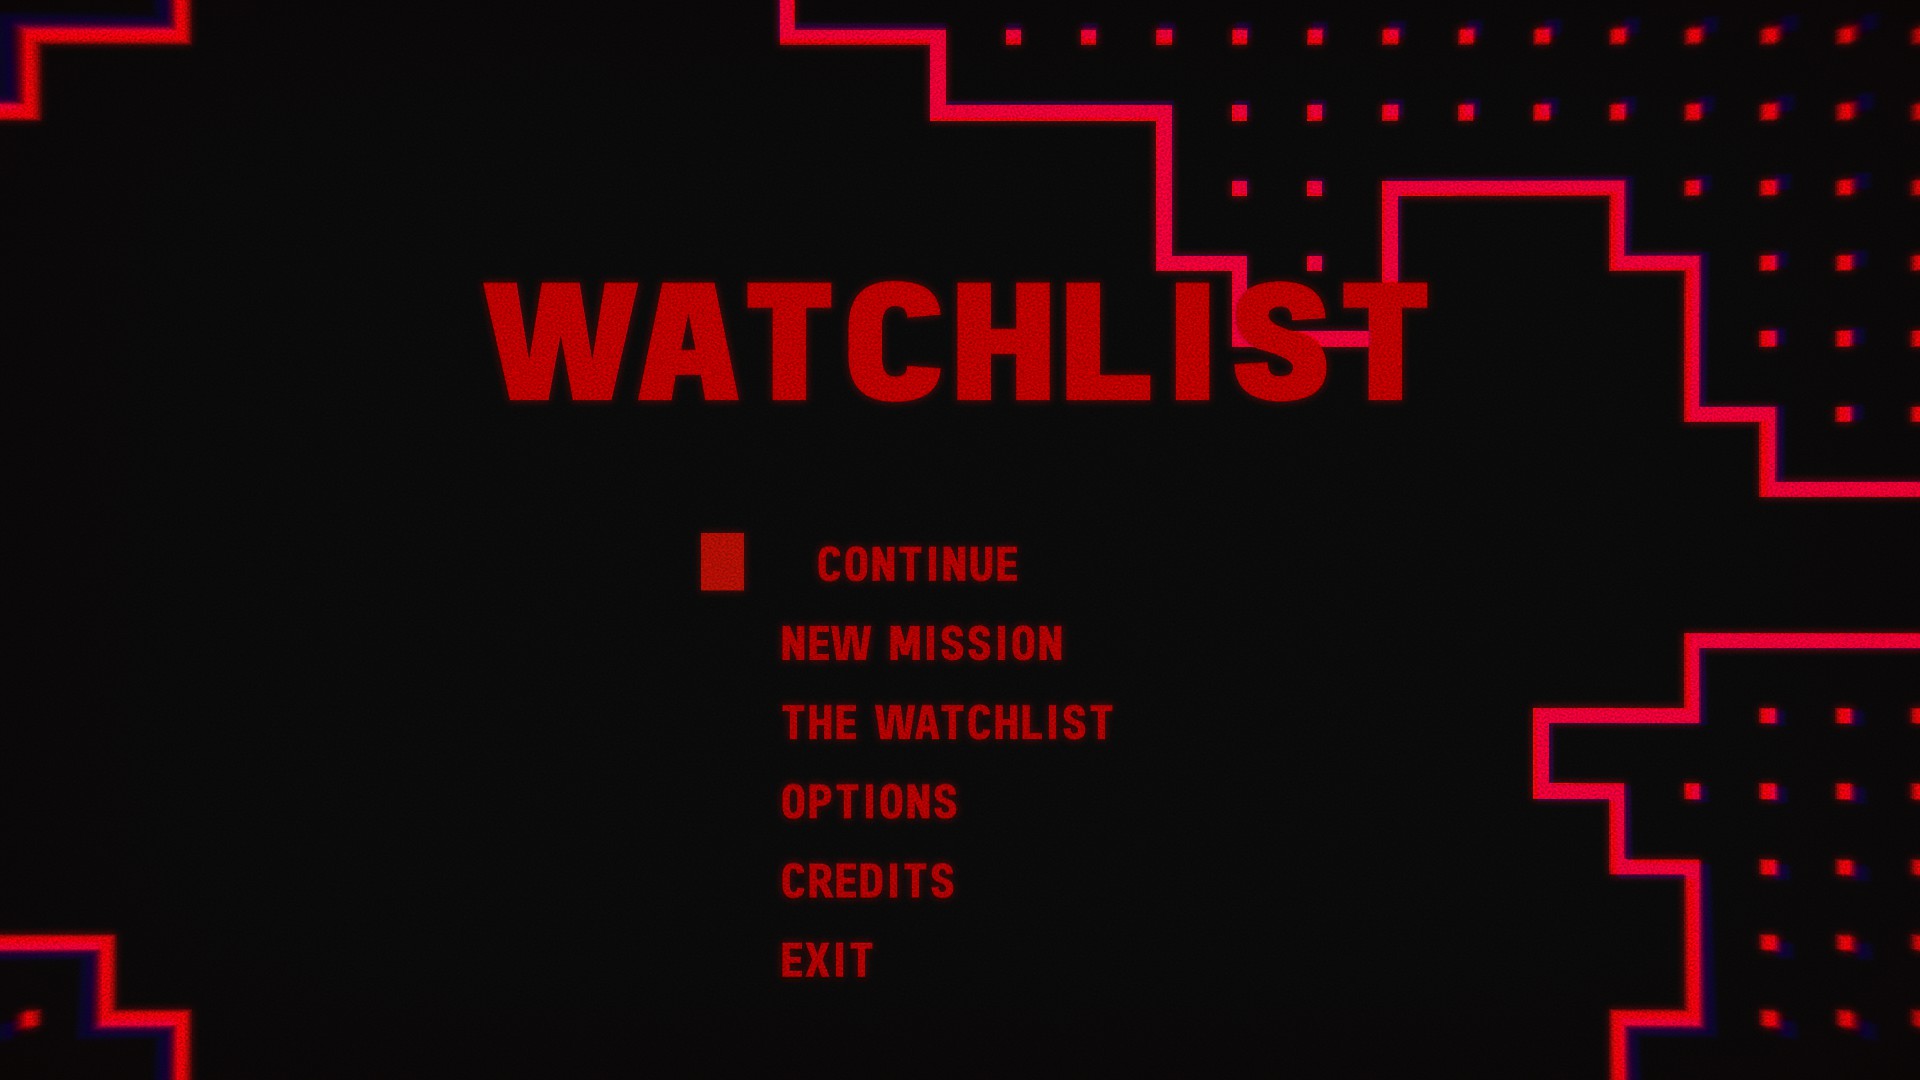 WATCHLIST
CONTINUE
NEW MISSION
THE WATCHLIST
OPTIONS
CREDITS
EXIT